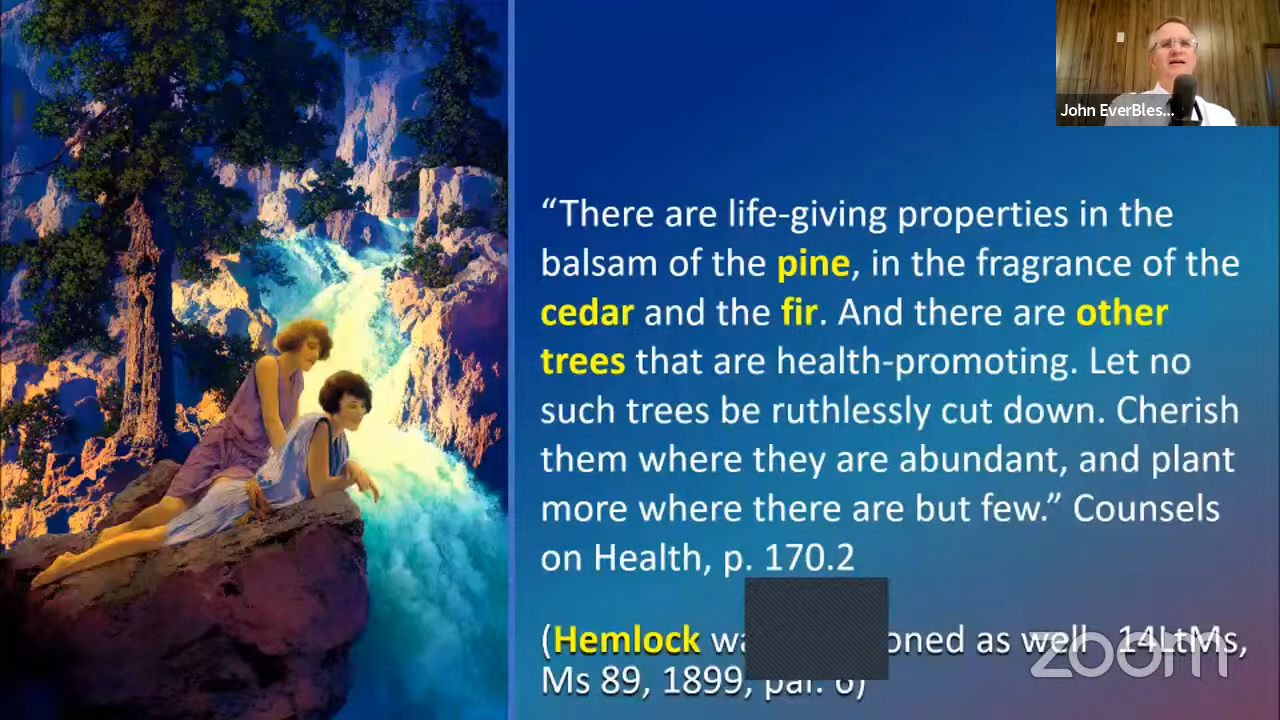 John EverBles...
“There are life-giving properties in the
balsam of the pine, in the fragrance of the
cedar and the fir. And there are other
trees that are health-promoting. Let no
such trees be ruthlessly cut down. Cherish
them where they are abundant, and plant
more where there are but few.” Counsels
on Health, p. 170.2
(Hemlock as well 14LtMs,
Ms 89, 1899, par. 6)
zoom